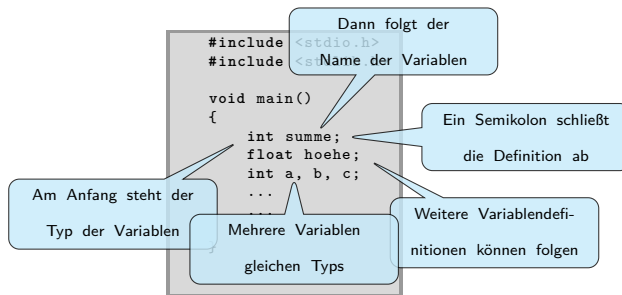 Dann folgt der
Name der Variablen
#include <stdio.h>
#include <st
void main()
{
int summe;
float hoehe;
int a, b, c;
...
...
}
Ein Semikolon schließt
die Definition ab
Am Anfang steht der
Typ der Variablen
Mehrere Variablen
gleichen Typs
Weitere Variablendefi-
nitionen können folgen